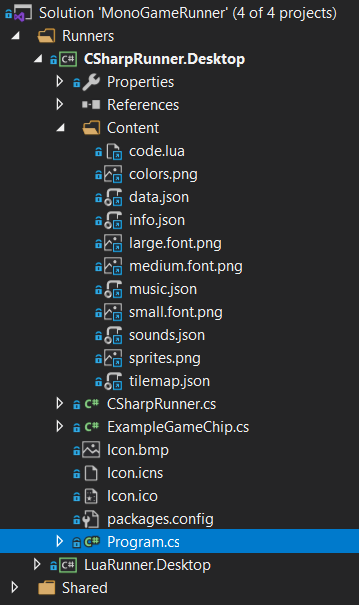 Solution 'MonoGameRunner' (4 of 4 projects)
Runners
C# CSharpRunner.Desktop
Properties
References
Content
code.lua
colors.png
data.json
info.json
large.font.png
medium.font.png
music.json
small.font.png
sounds.json
sprites.png
tilemap.json
C# CSharpRunner.cs
C# ExampleGameChip.cs
Icon.bmp
Icon.icns
Icon.ico
packages.config
C# Program.cs
C# LuaRunner.Desktop
Shared